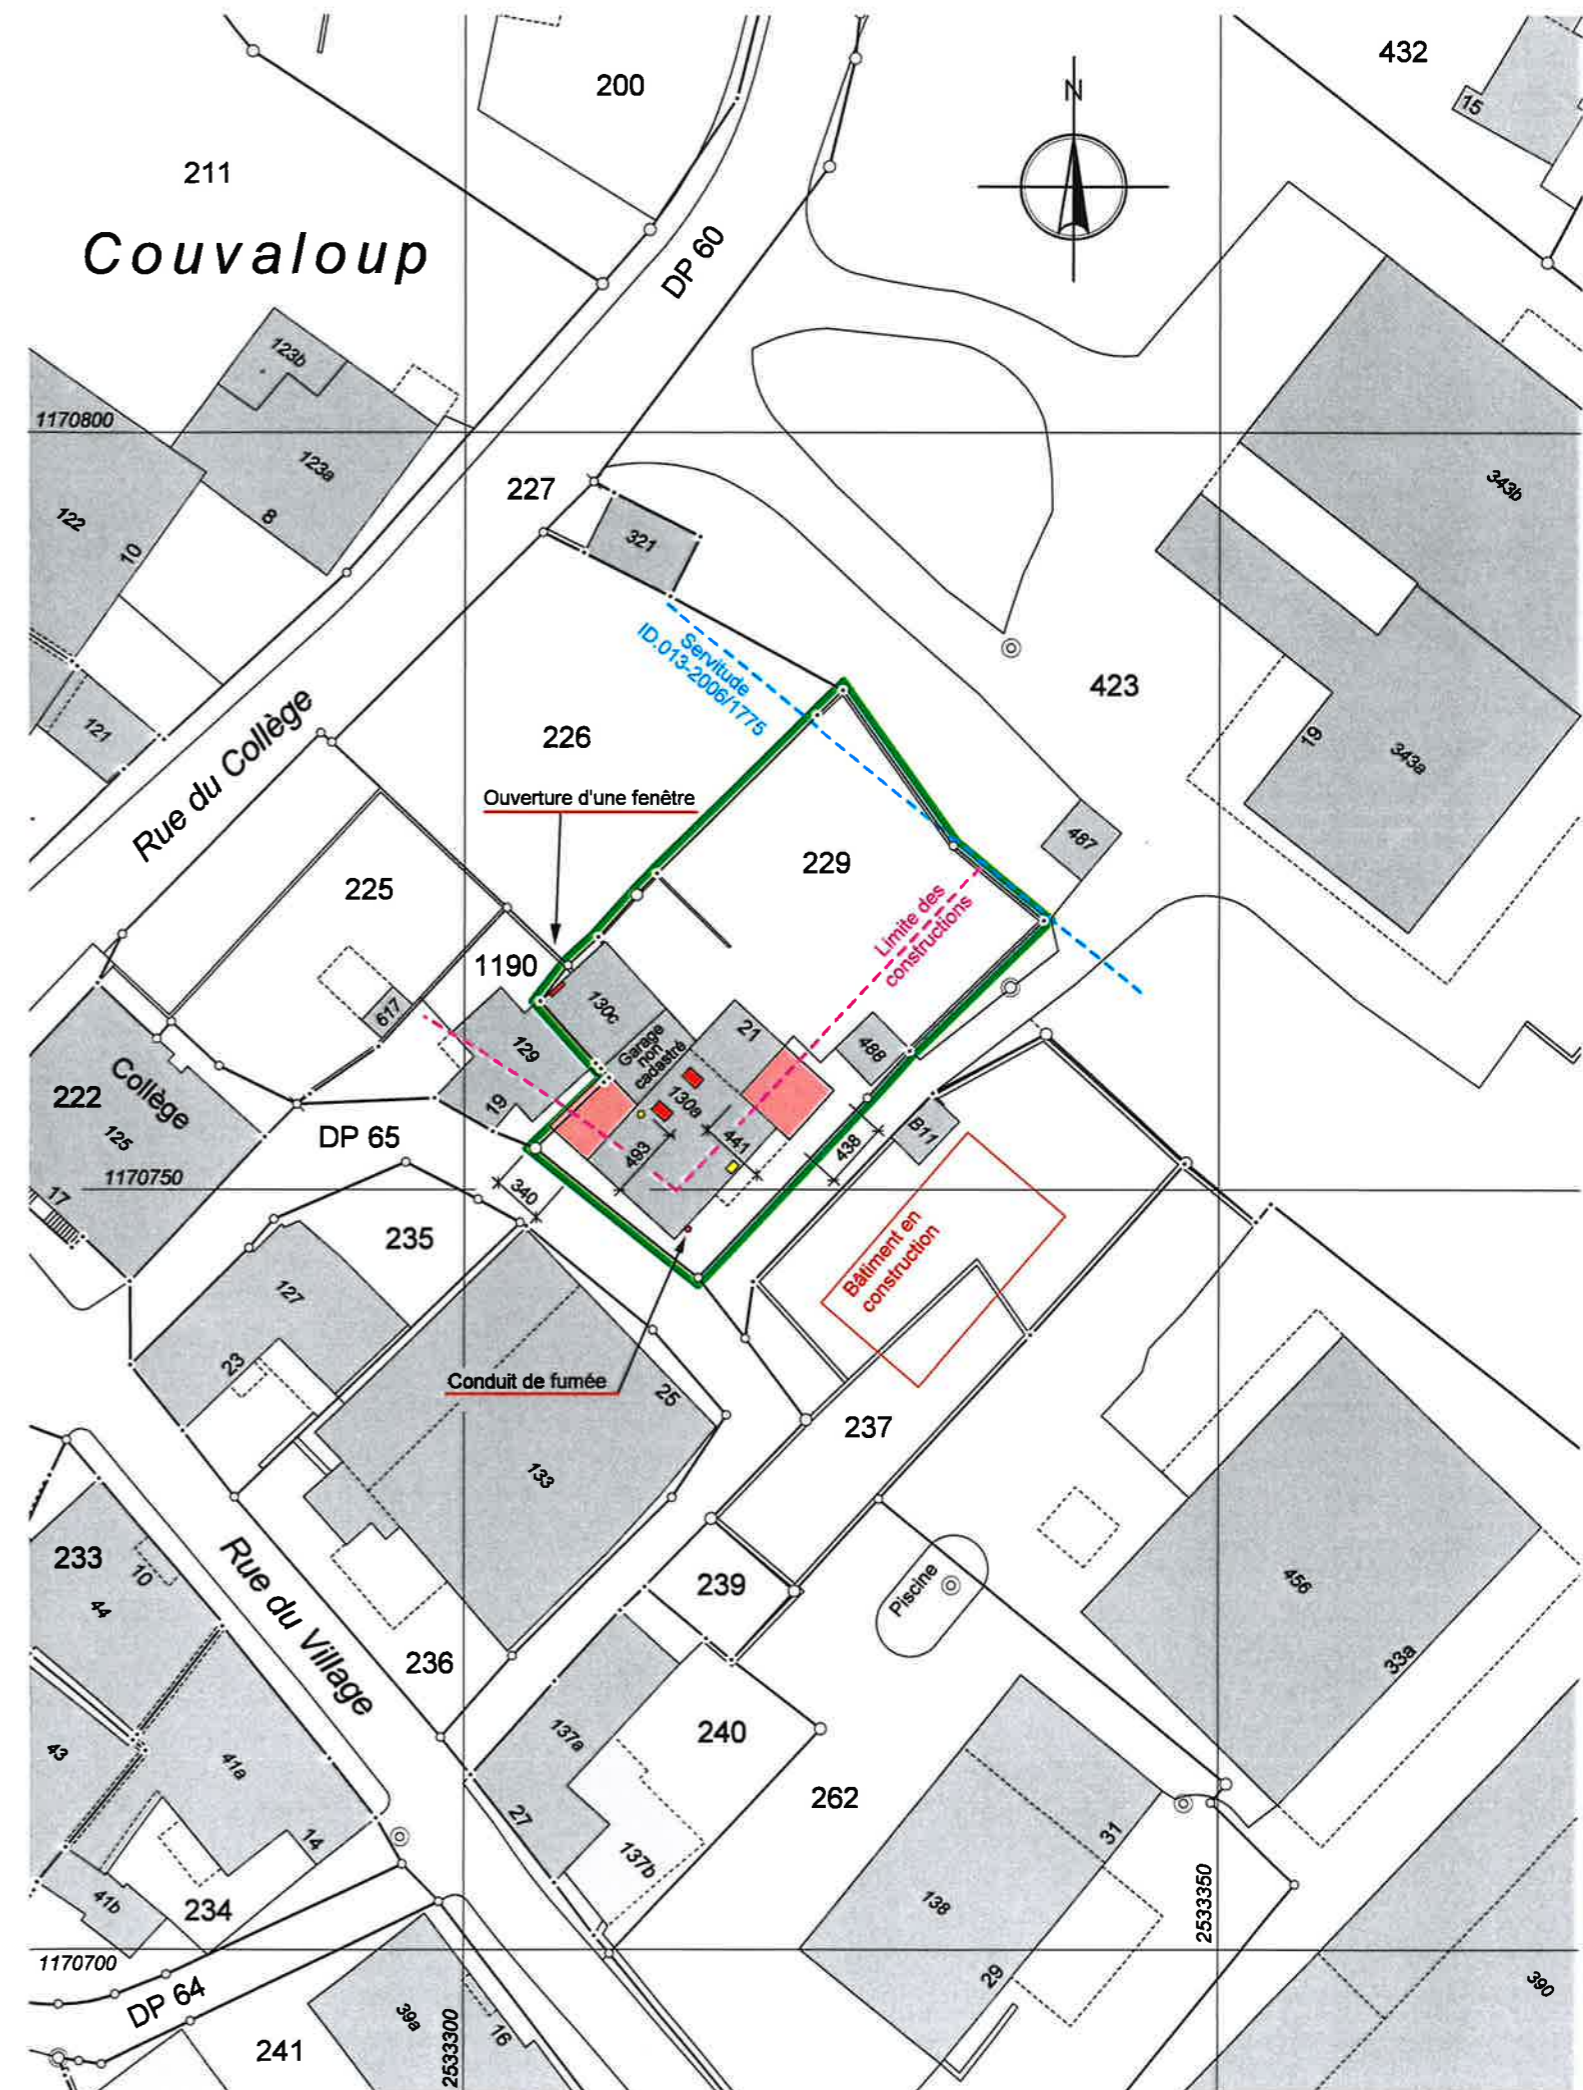 200
432
15
N
211
Couvaloup
DP 60
123b
1170800
123a
8
122
10
227
321
343b
Servitude
ID.013-2006/1775
423
121
226
19
343a
Rue du Collège
Ouverture d'une fenêtre
487
225
229
Limite des
constructions
1190
617
130c
Garage
non
cadastré
21
488
129
19
130a
Collège
222
125
DP 65
B11
493
441
438
1170750
17
340
235
Bâtiment en
construction
127
23
Conduit de fumée
25
237
133
233
10
44
Rue du Village
239
Piscine
456
33a
236
137a
240
43
41a
262
27
31
14
137b
138
2533350
41b
234
1170700
29
390
DP 64
39a
16
2533300
241